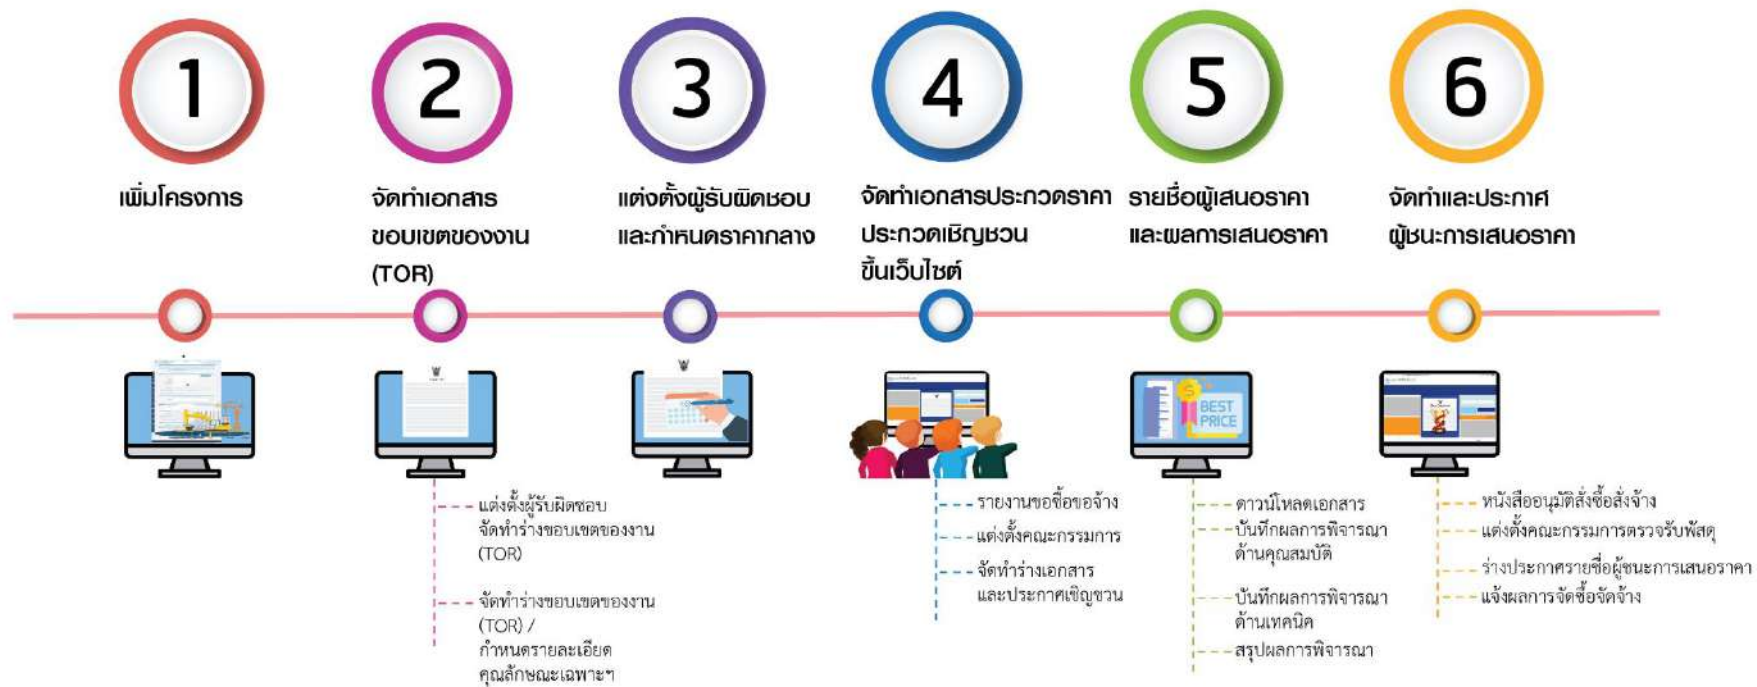 1
เพิ่มโครงการ
2
จัดทำเอกสาร
ขอบเขตของงาน
(TOR)
แต่งตั้งผู้รับผิดชอบ
จัดทำร่างขอบเขตของงาน
(TOR)
จัดทำร่างขอบเขตของงาน
(TOR) /
กำหนดรายละเอียด
คุณลักษณะเฉพาะฯ
3
แต่งตั้งผู้รับผิดชอบ
และกำหนดราคากลาง
4
จัดทำเอกสารประกวดราคา
ประกวดเชิญชวน
ขึ้นเว็บไซต์
รายงานขอซื้อขอจ้าง
แต่งตั้งคณะกรรมการ
จัดทำร่างเอกสาร
และประกาศเชิญชวน
5
รายชื่อผู้เสนอราคา
และผลการเสนอราคา
BEST
PRICE
ดาวน์โหลดเอกสาร
บันทึกผลการพิจารณา
ด้านคุณสมบัติ
บันทึกผลการพิจารณา
ด้านเทคนิค
สรุปผลการพิจารณา
6
จัดทำและประกาศ
ผู้ชนะการเสนอราคา
หนังสืออนุมัติสั่งซื้อสั่งจ้าง
แต่งตั้งคณะกรรมการตรวจรับพัสดุ
ร่างประกาศรายชื่อผู้ชนะการเสนอราคา
แจ้งผลการจัดซื้อจัดจ้าง